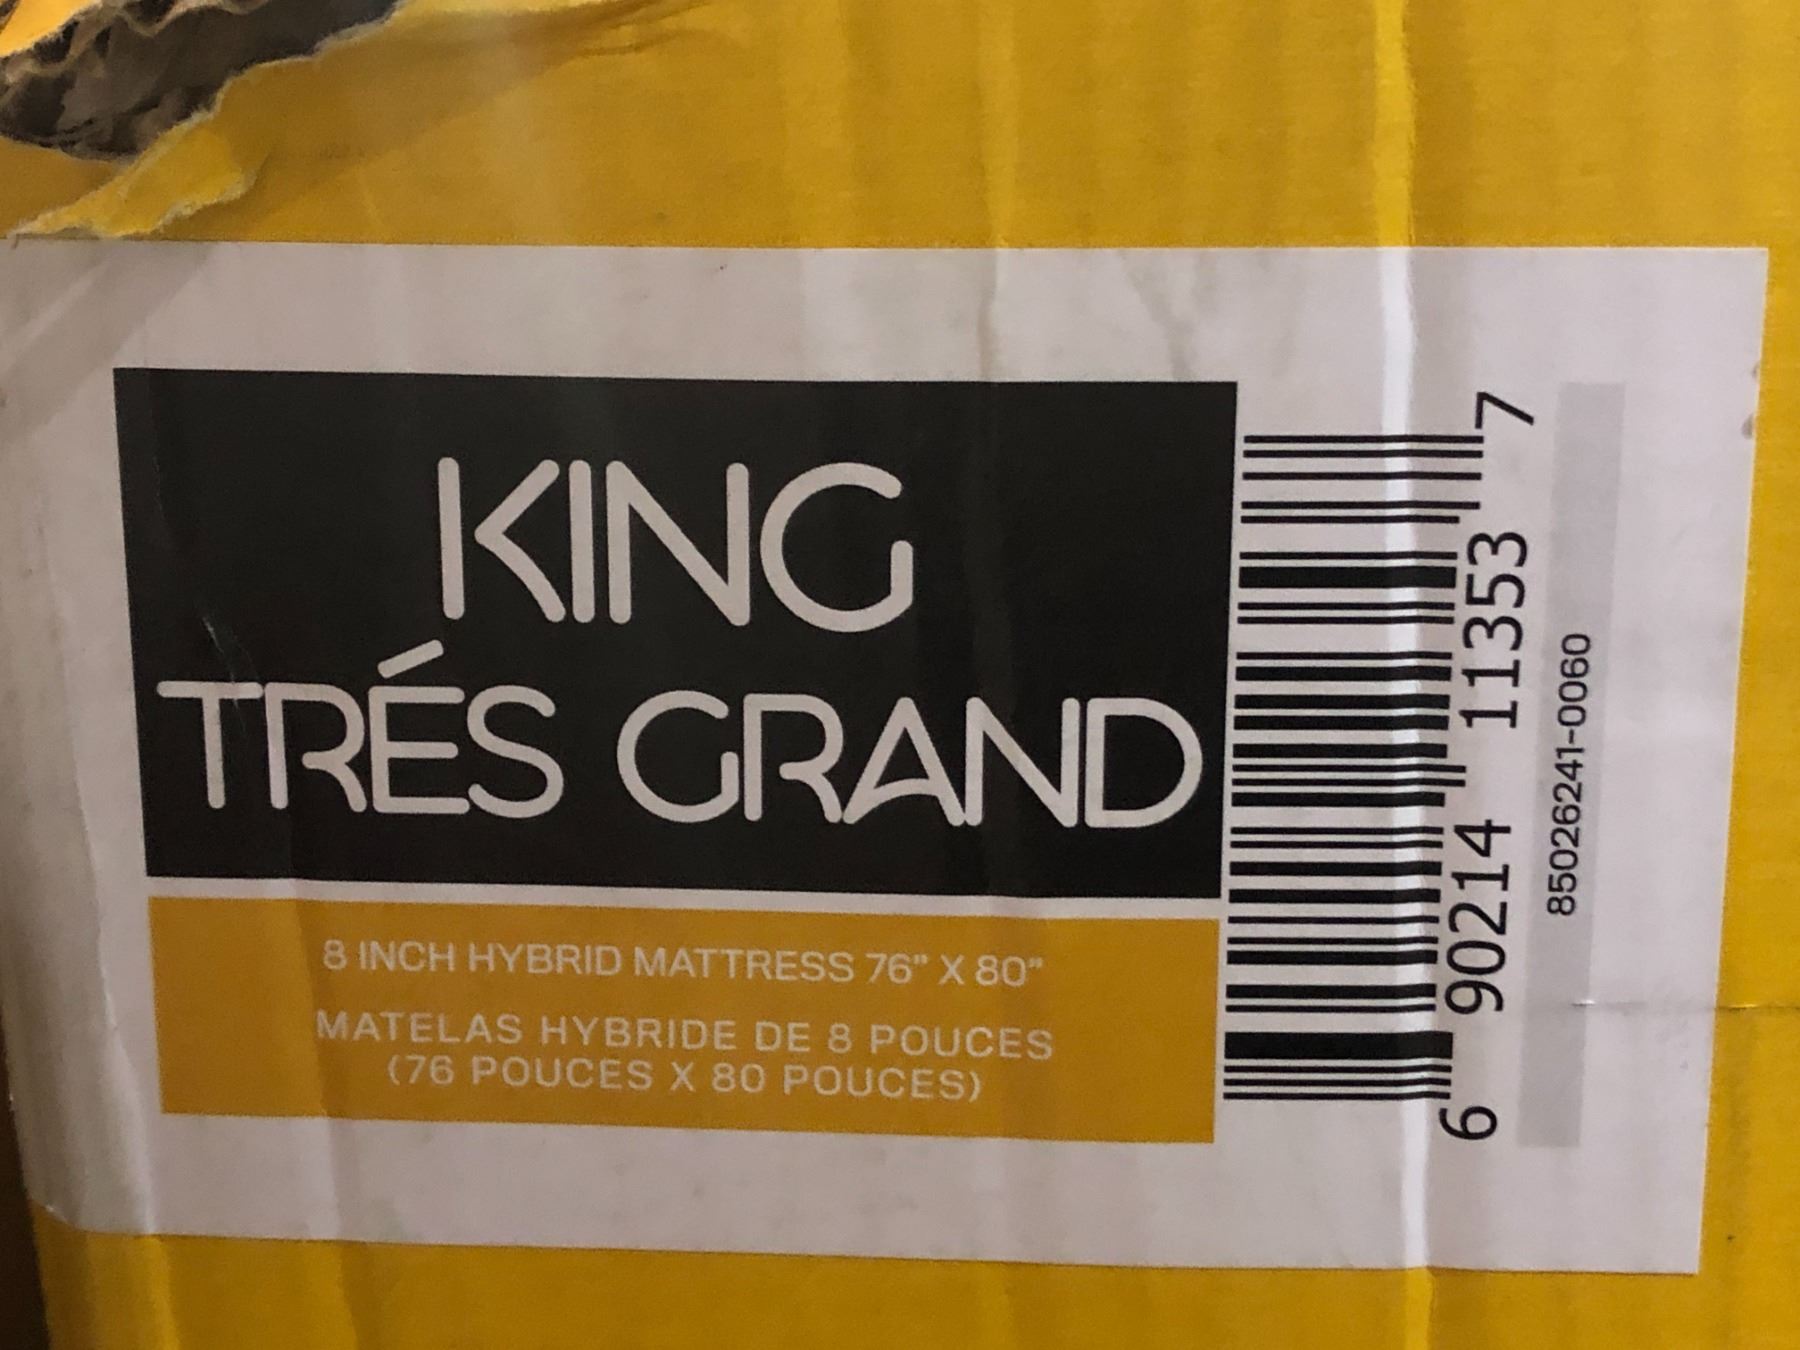 KING
TRÉS GRAND
8 INCH HYBRID MATTRESS 76" X 80"
MATELAS HYBRIDE DE 8 POUCES
(76 POUCES X 80 POUCES)
6 90214 11353 7
85026241-0060